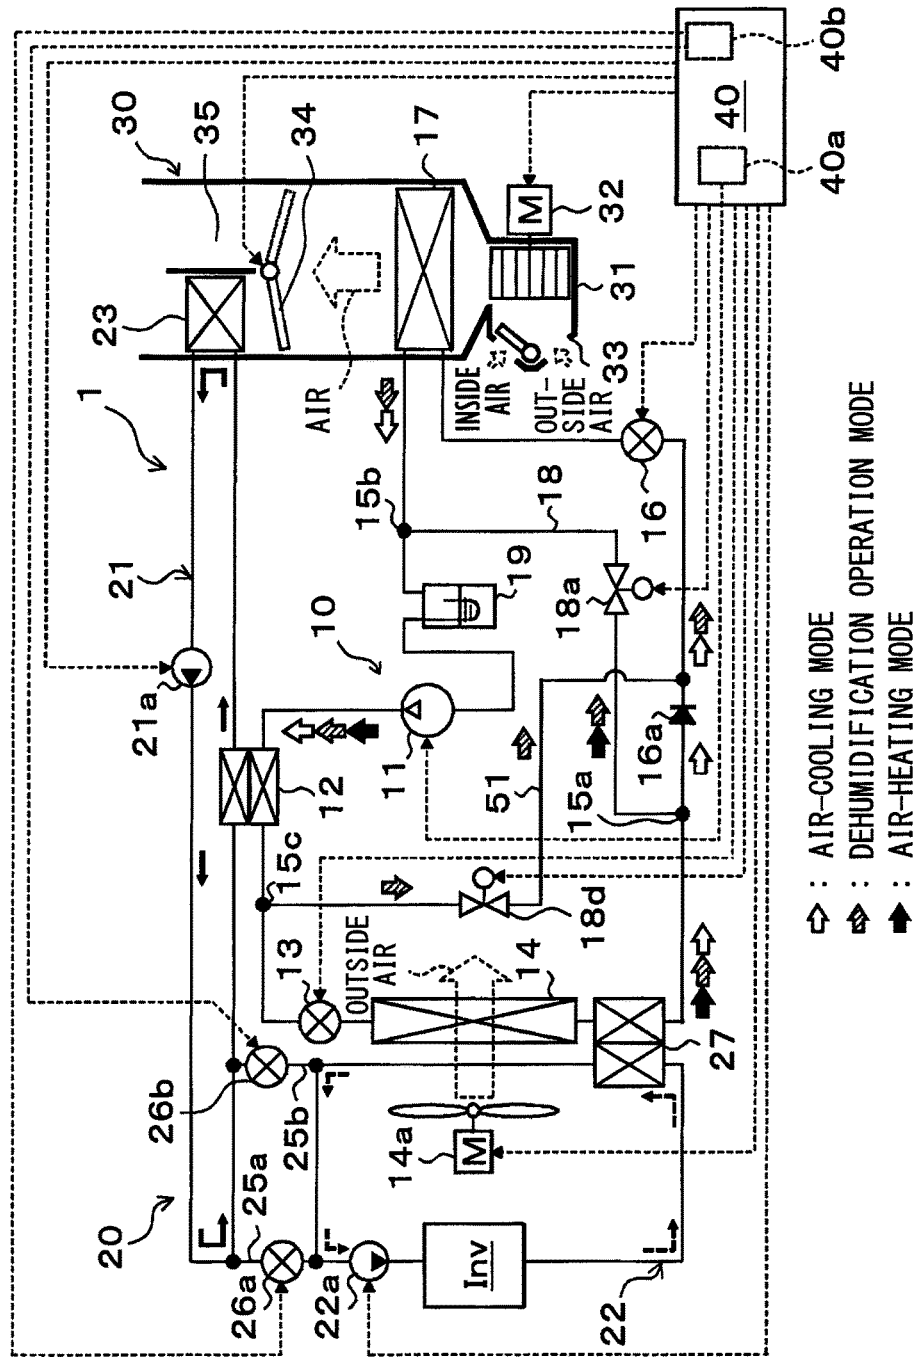 1
30
35
34
17
23
M
32
31
33
AIR
INSIDE
AIR
OUT-
SIDE
AIR
40b
40
40a
21
21a
10
15b
18
19
18a
16
16a
11
12
15c
51
15a
18d
13
OUTSIDE
AIR
14
27
20
26b
25b
25a
26a
22a
14a
M
Inv
22
: AIR-COOLING MODE
: DEHUMIDIFICATION OPERATION MODE
: AIR-HEATING MODE